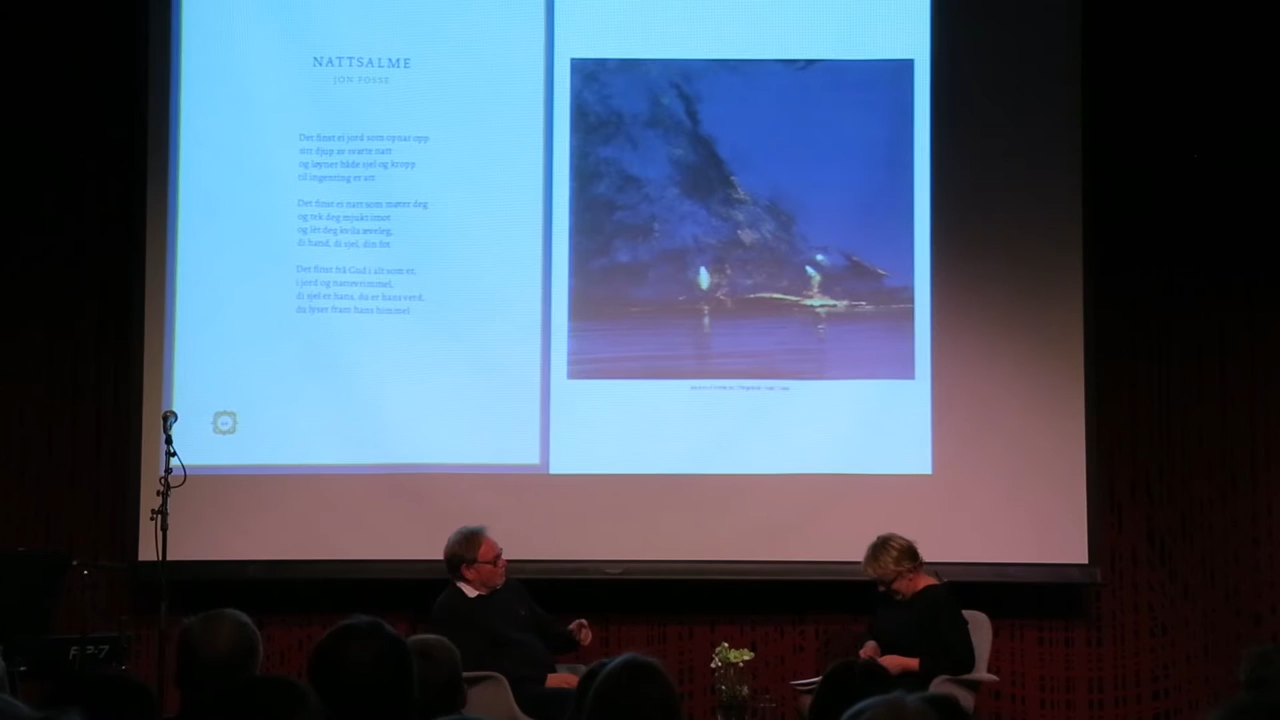 NATTSALME
JON FOSSE
Det finst ei jord som opnar opp
sitt djup av svarte natt
og løyner både sjel og kropp
til ingenting er att
Det finst ei natt som møter deg
og tek deg mjukt imot
og lèt deg kvila æveleg,
di hand, di sjel, din fot
Det finst frå Gud i alt som er,
i jord og nattevrimmel,
di sjel er hans, du er hans verd,
du lyser fram hans himmel
FP-7